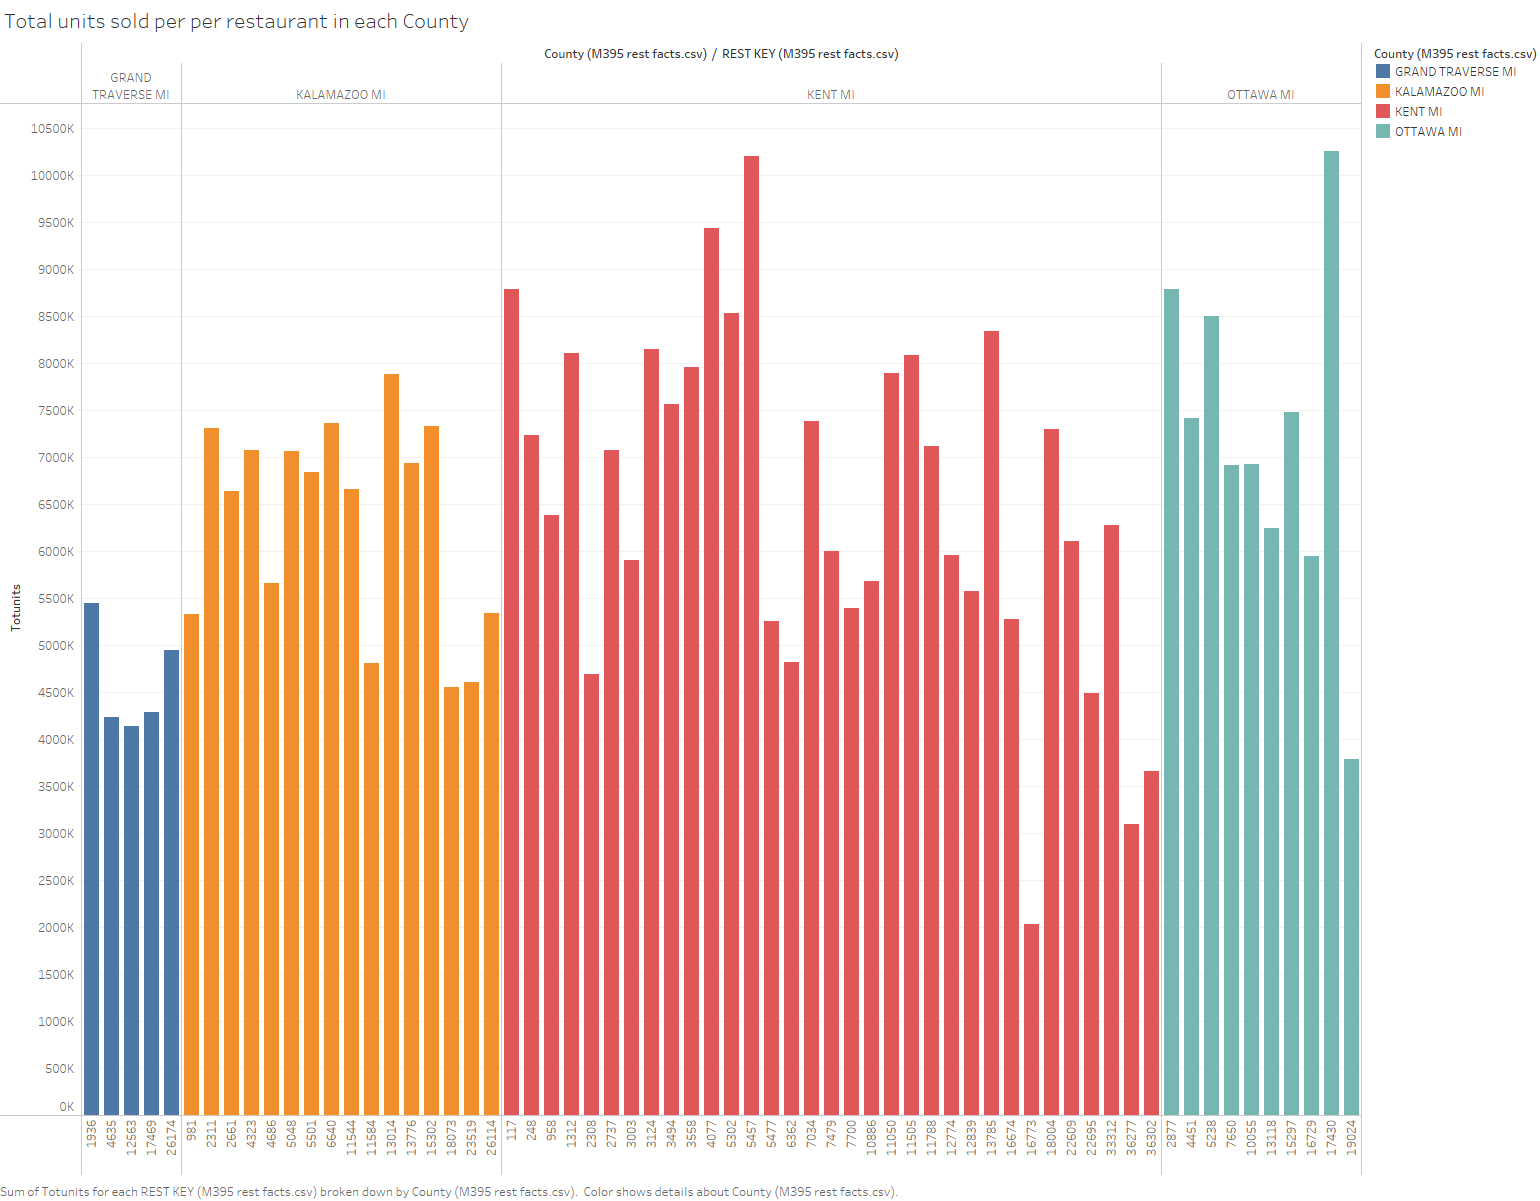 Total units sold per per restaurant in each County
County (M395 rest facts.csv) / REST KEY (M395 rest facts.csv)
GRAND
TRAVERSE MI
KALAMAZOO MI
KENT MI
OTTAWA MI
County (M395 rest facts.csv)
GRAND TRAVERSE MI
KALAMAZOO MI
KENT MI
OTTAWA MI
Totunits
10500K
10000K
9500K
9000K
8500K
8000K
7500K
7000K
6500K
6000K
5500K
5000K
4500K
4000K
3500K
3000K
2500K
2000K
1500K
1000K
500K
0K
1936
4635
12563
17469
26174
981
2311
2661
4323
4686
5048
5501
6640
11544
11584
13014
13776
15302
18073
23519
26114
117
248
958
1312
2308
2737
3003
3124
3494
3558
4077
5302
5457
5477
6362
7034
7479
7700
10886
11050
11505
11788
12774
12839
13785
16674
16773
18004
22609
22695
33312
36277
36302
2877
4451
5238
7650
10055
13118
15297
16729
17430
19024
Sum of Totunits for each REST KEY (M395 rest facts.csv) broken down by County (M395 rest facts.csv). Color shows details about County (M395 rest facts.csv).